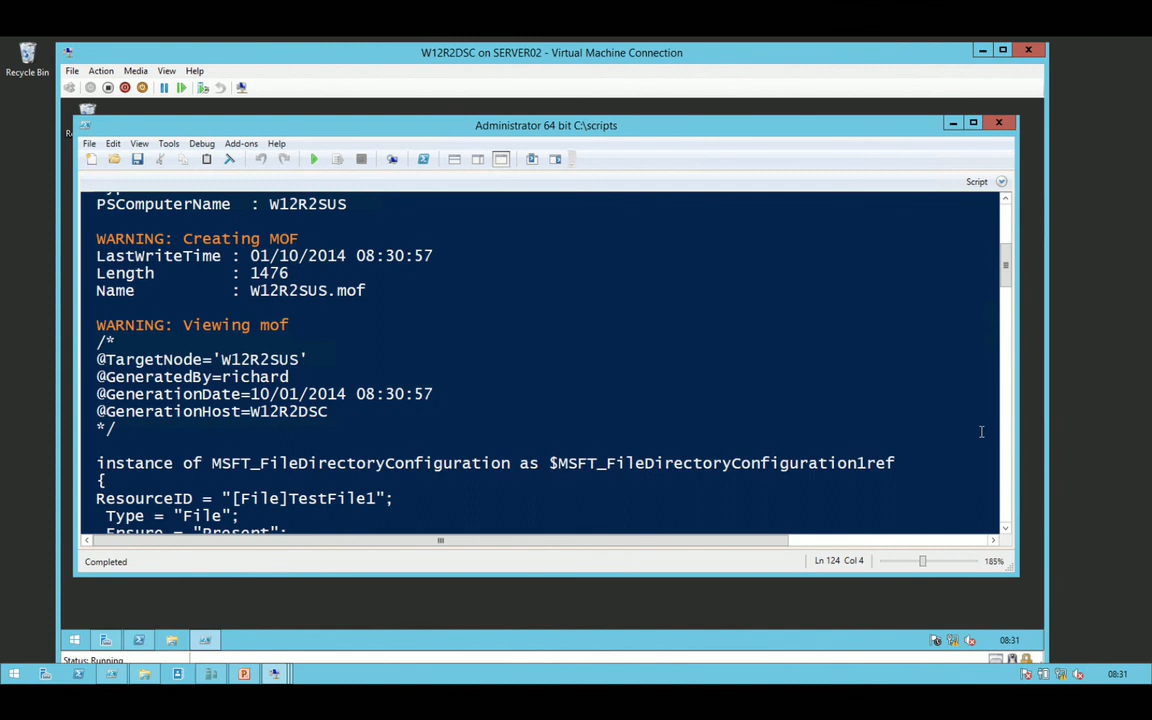 Recycle Bin
W12R2DSC on SERVER02 - Virtual Machine Connection
File Action Media View Help
Administrator 64 bit C:\scripts
File Edit View Tools Debug Add-ons Help
Script
PSComputerName : W12R2SUS
WARNING: Creating MOF
LastWriteTime : 01/10/2014 08:30:57
Length : 1476
Name : W12R2SUS.mof
WARNING: Viewing mof
/*
@TargetNode='W12R2SUS'
@GeneratedBy=richard
@GenerationDate=10/01/2014 08:30:57
@GenerationHost=W12R2DSC
*/
instance of MSFT_FileDirectoryConfiguration as $MSFT_FileDirectoryConfiguration1ref
{
ResourceID = "[File]TestFile1";
Type = "File";
Ensure = "Present";
Completed
Ln 124 Col 4
185%
08:31
Status: Running
08:31